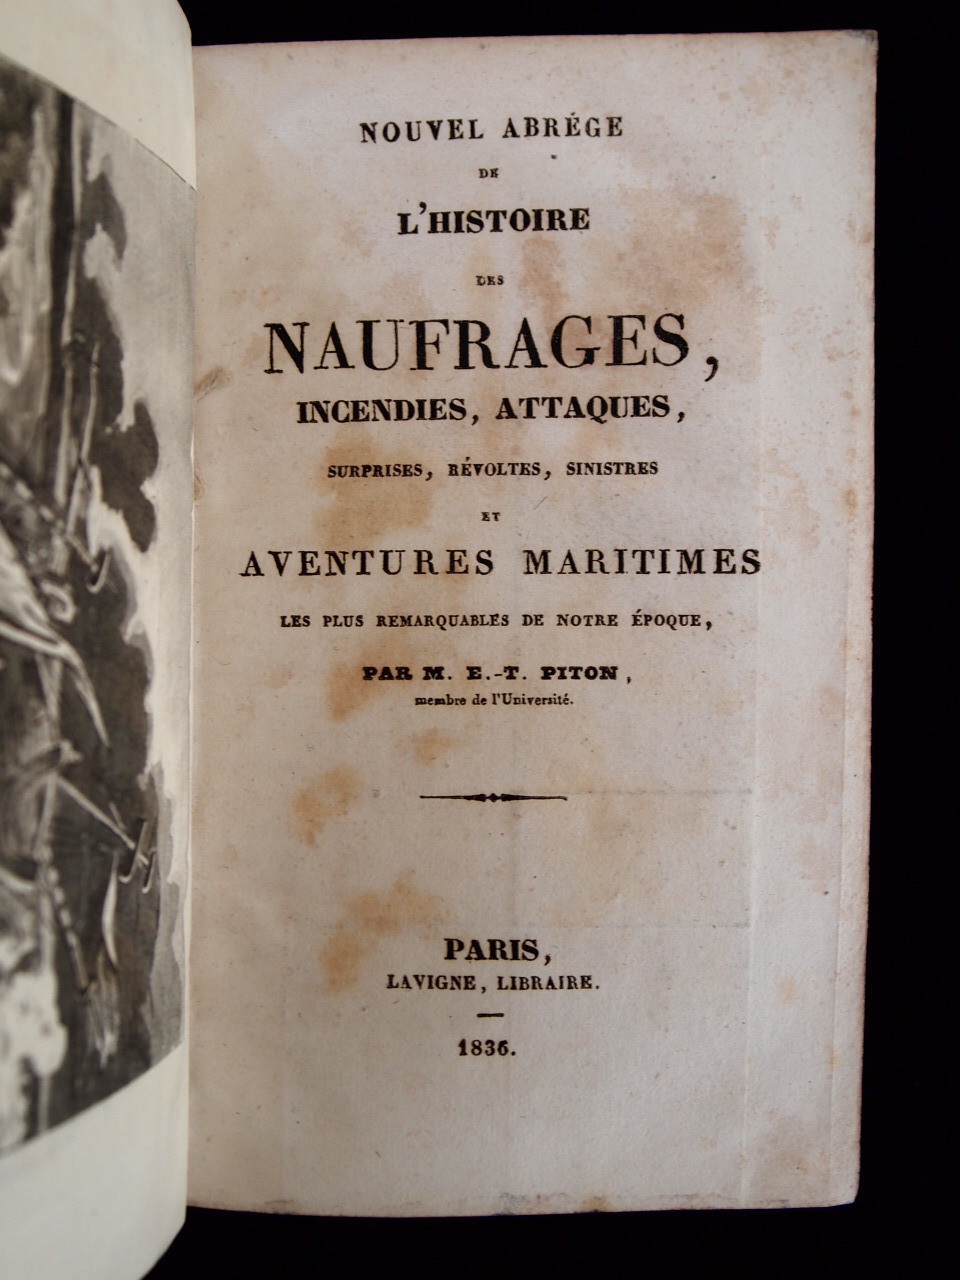 NOUVEL ABRÉGE
DE
L'HISTOIRE
DES
NAUFRAGES,
INCENDIES, ATTAQUES,
SURPRISES, RÉVOLTES, SINISTRES
ET
AVENTURES MARITIMES
LES PLUS REMARQUABLES DE NOTRE ÉPOQUE,
PAR M. E.-T. PITON,
membre de l'Université.
PARIS,
LAVIGNE, LIBRAIRE.
1836.